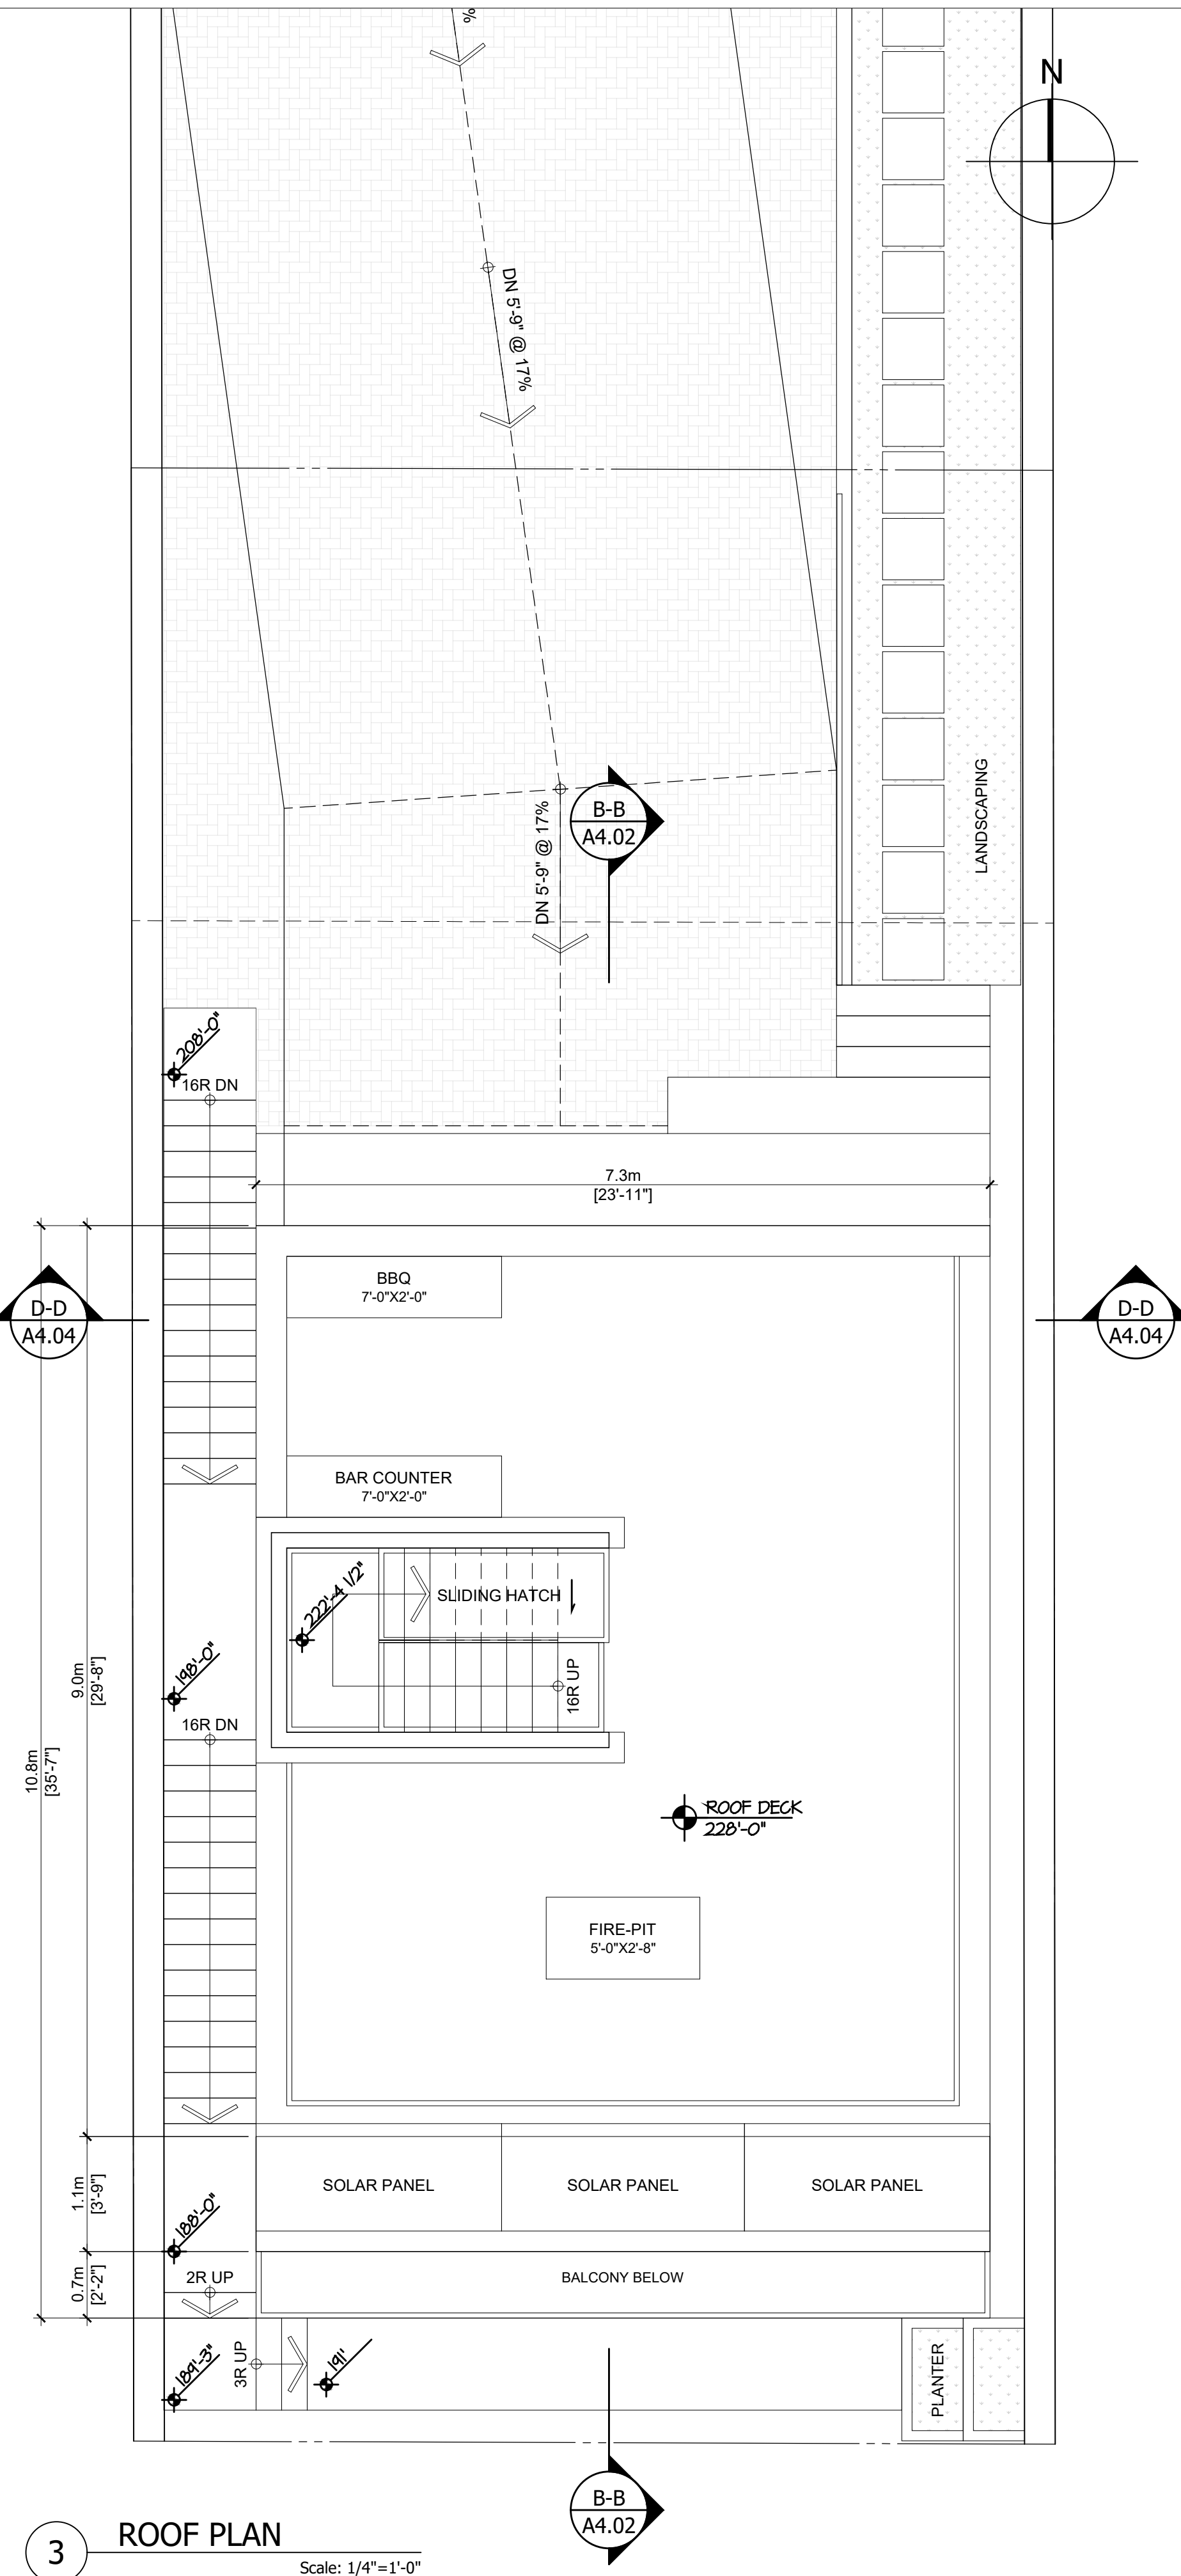 %
N
DN 5'-9" @ 17%
LANDSCAPING
B-B
A4.02
DN 5'-9" @ 17%
208'-0"
16R DN
7.3m
[23'-11"]
BBQ
7'-0"X2'-0"
D-D
A4.04
D-D
A4.04
BAR COUNTER
7'-0"X2'-0"
222'-4 1/2"
SLIDING HATCH
16R UP
198'-0"
16R DN
9.0m
[29'-8"]
10.8m
[35'-7"]
ROOF DECK
228'-0"
FIRE-PIT
5'-0"X2'-8"
SOLAR PANEL
SOLAR PANEL
SOLAR PANEL
1.1m
[3'-9"]
188'-0"
2R UP
0.7m
[2'-2"]
BALCONY BELOW
189'-3"
3R UP
191'
PLANTER
B-B
A4.02
3
ROOF PLAN
Scale: 1/4"=1'-0"